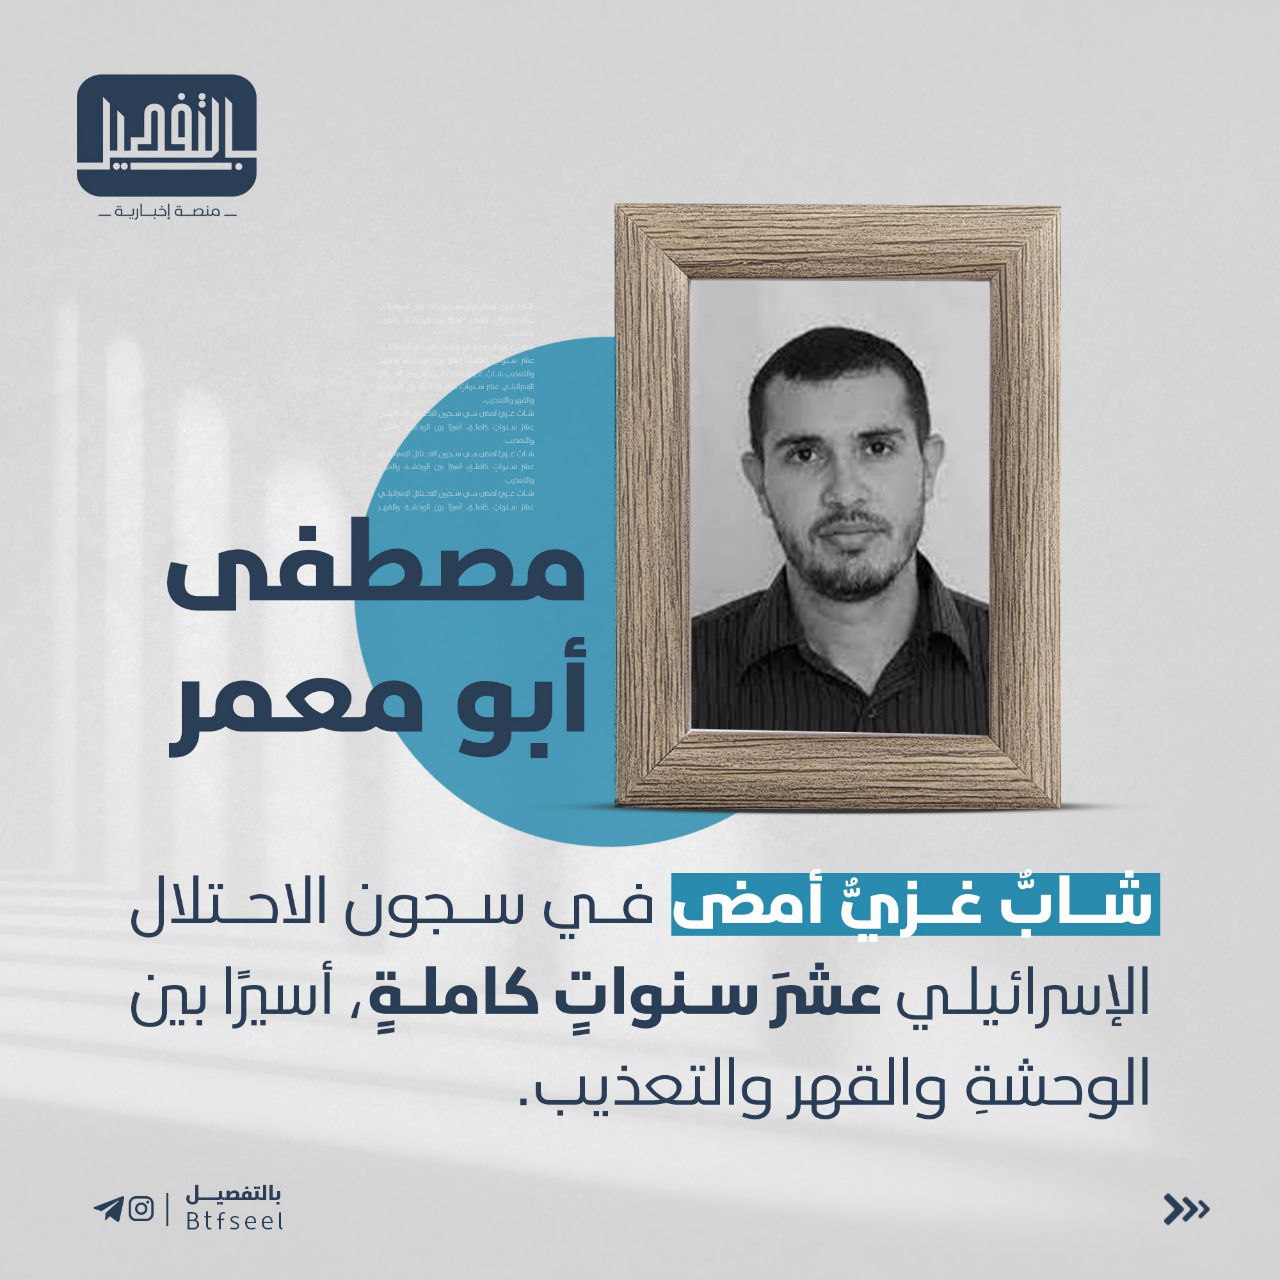 بالتفصيل
منصة إخبارية
مصطفى
أبو معمر
شابٌّ غزيٌّ أمضى في سجون الاحتلال
الإسرائيلي عشرَ سنواتٍ كاملةٍ، أسيرًا بين
الوحشةِ والقهر والتعذيب.
بالتفصيل
Btfseel